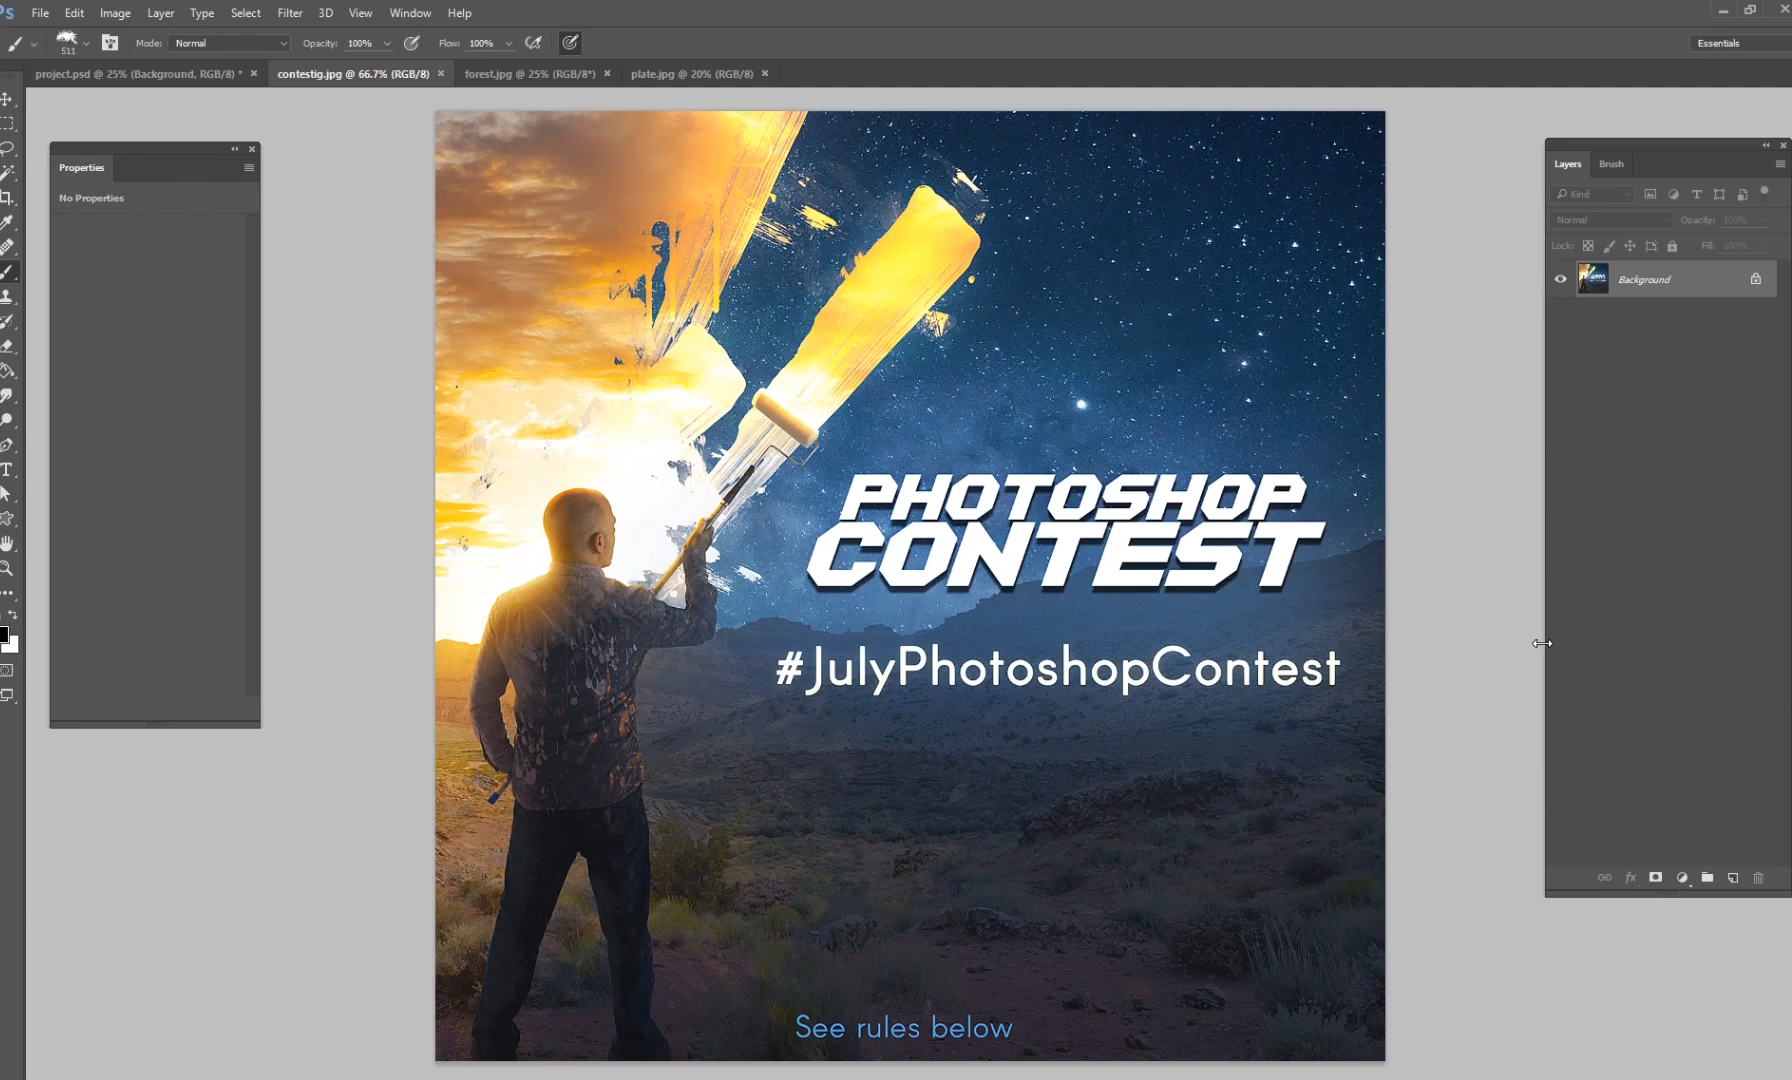 Ps File Edit Image Layer Type Select Filter 3D View Window Help
511 Mode: Normal Opacity: 100% Flow: 100% Essentials
project.psd @ 25% (Background, RGB/8) * × contestig.jpg @ 66.7% (RGB/8) × forest.jpg @ 25% (RGB/8*) × plate.jpg @ 20% (RGB/8) ×
Properties
No Properties
Layers Brush
Kind
Normal Opacity: 100%
Lock: Fill: 100%
Background
fx
PHOTOSHOP
CONTEST
#JulyPhotoshopContest
See rules below